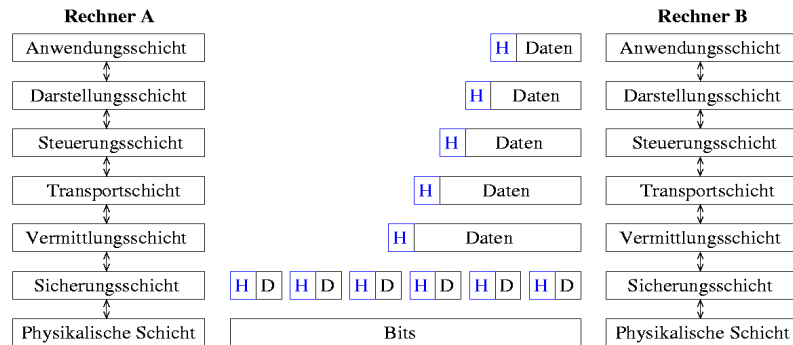 Rechner A Rechner B
Anwendungsschicht H Daten Anwendungsschicht
Darstellungsschicht H Daten Darstellungsschicht
Steuerungsschicht H Daten Steuerungsschicht
Transportschicht H Daten Transportschicht
Vermittlungsschicht H Daten Vermittlungsschicht
Sicherungsschicht H D H D H D H D H D H D Sicherungsschicht
Physikalische Schicht Bits Physikalische Schicht